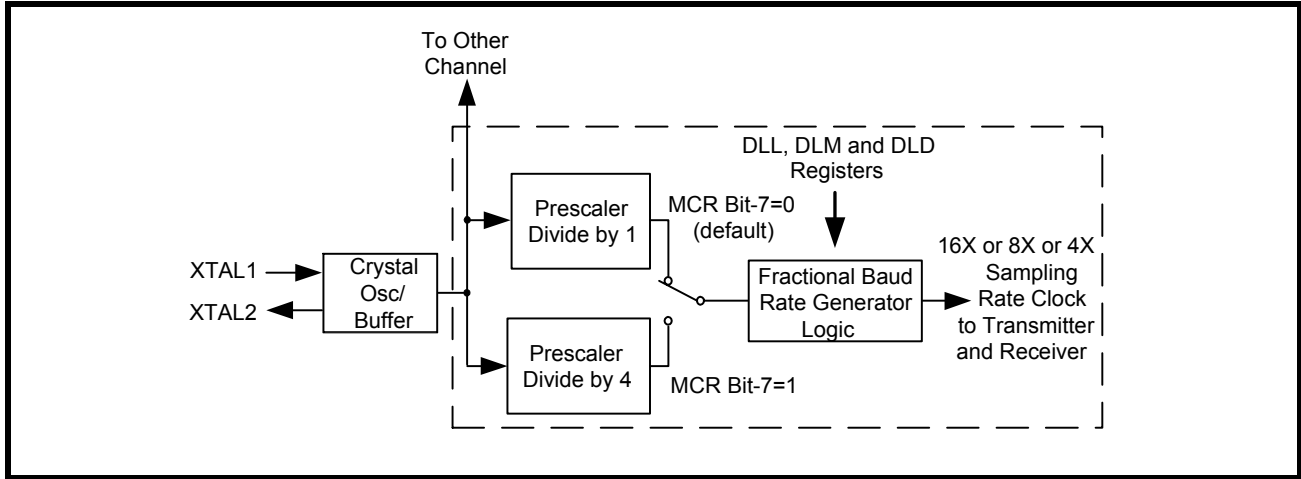 To Other
Channel
DLL, DLM and DLD
Registers
Prescaler
Divide by 1
MCR Bit-7=0
(default)
16X or 8X or 4X
Sampling
Rate Clock
to Transmitter
and Receiver
XTAL1
XTAL2
Crystal
Osc/
Buffer
Fractional Baud
Rate Generator
Logic
Prescaler
Divide by 4
MCR Bit-7=1